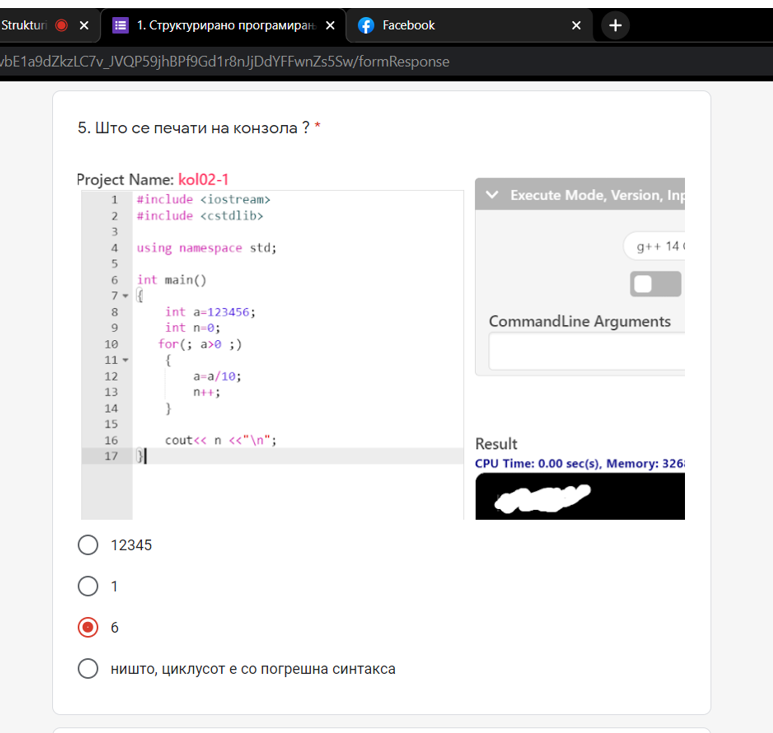 Struktur
1. Структурирано програмиран
Facebook
vbE1a9dZkzLC7v_JVQP59jhBPf9Gd1r8nJjDdYFFwnZs5Sw/formResponse
5. Што се печати на конзола ? *
Project Name: kol02-1
1 #include <iostream>
2 #include <cstdlib>
3
4 using namespace std;
5
6 int main()
7 {
8 int a=123456;
9 int n=0;
10 for(; a>0 ;)
11 {
12 a=a/10;
13 n++;
14 }
15
16 cout<< n <<"\n";
17 }
Execute Mode, Version, Inp
g++ 14
CommandLine Arguments
Result
CPU Time: 0.00 sec(s), Memory: 326
12345
1
6
ништо, циклусот е со погрешна синтакса